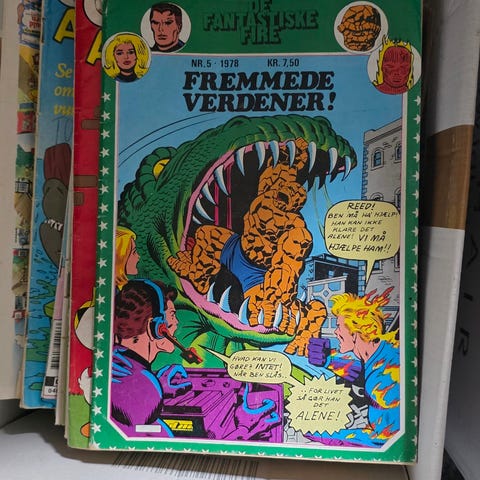 DE
FANTASTISKE
FIRE
NR. 5 · 1978
KR. 7,50
FREMMEDE
VERDENER!
REED!
BEN MÅ HA' HJÆLP!
HAN KAN IKKE
KLARE DET
ALENE! VI MÅ
HJÆLPE HAM!!
HVAD KAN VI
GØRE? INTET!
NÅR BEN SLÅS..
..FOR LIVET
SÅ GØR HAN
DET
ALENE!